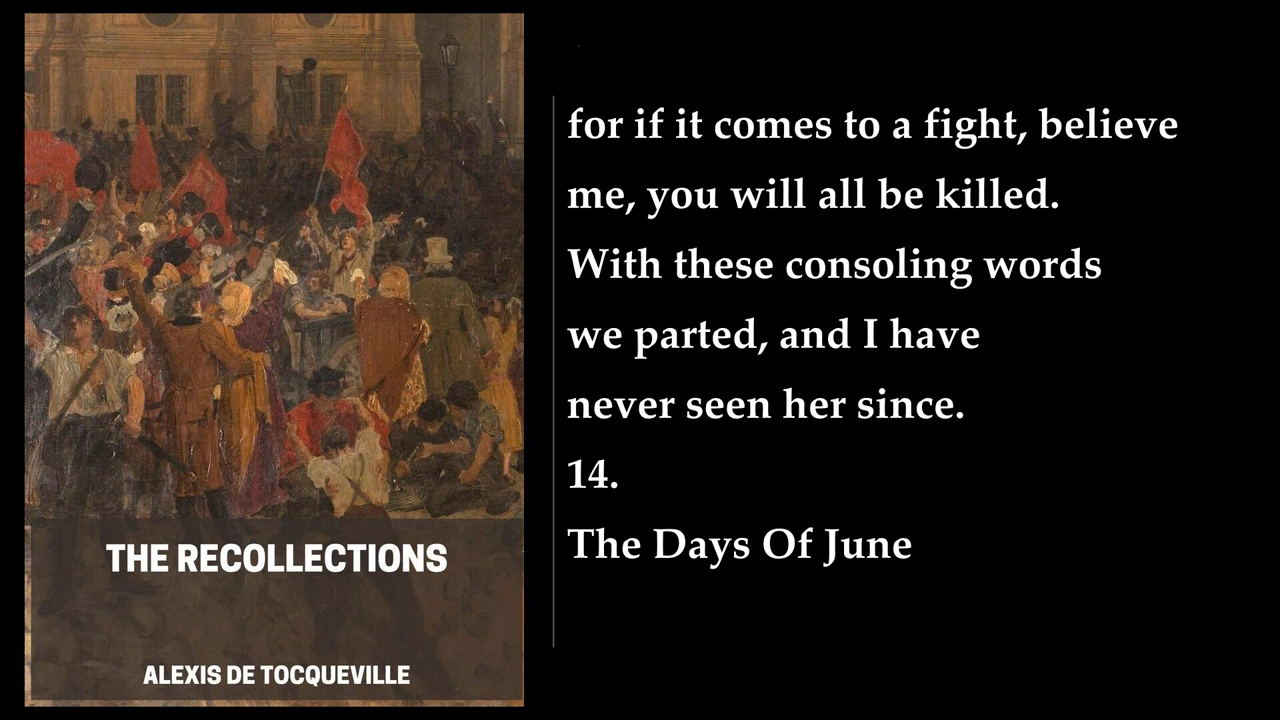 THE RECOLLECTIONS
ALEXIS DE TOCQUEVILLE
for if it comes to a fight, believe
me, you will all be killed.
With these consoling words
we parted, and I have
never seen her since.
14.
The Days Of June